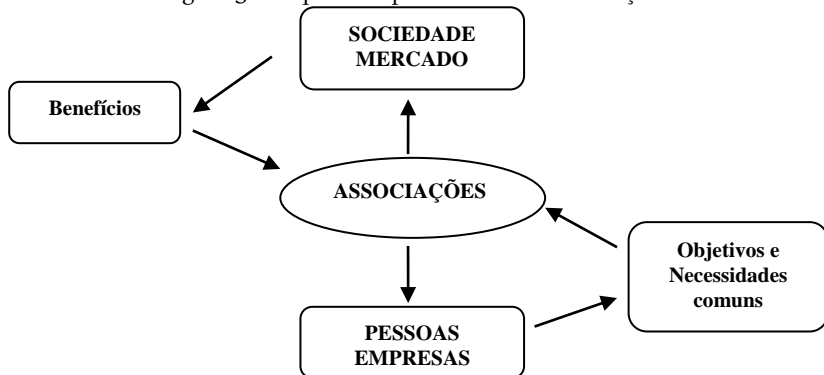 SOCIEDADE
MERCADO
Benefícios
ASSOCIAÇÕES
Objetivos e
Necessidades
comuns
PESSOAS
EMPRESAS